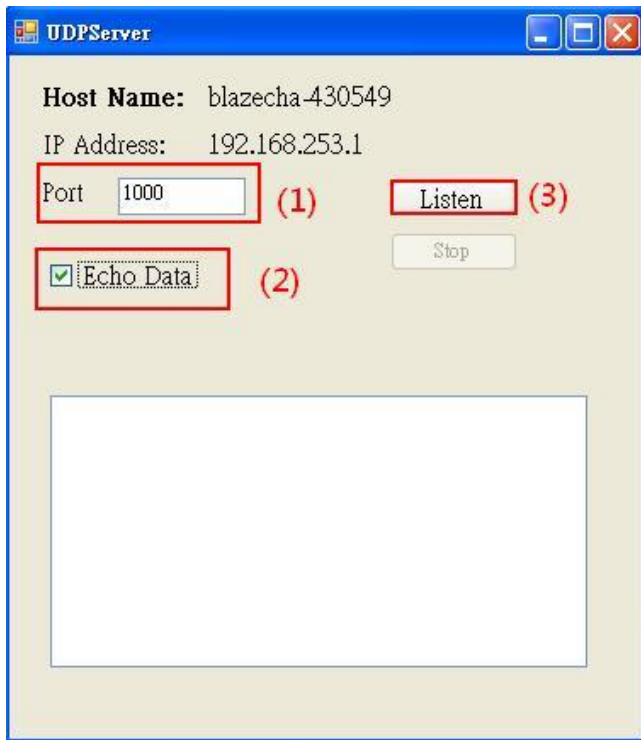 UDPServer
Host Name: blazecha-430549
IP Address: 192.168.253.1
Port 1000 (1) Listen (3)
Stop
Echo Data (2)